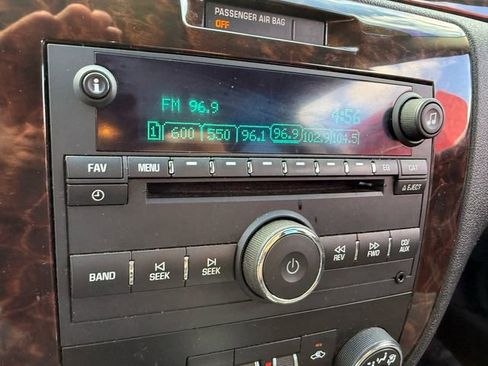 PASSENGER AIR BAG
OFF
i
FM 96.9
4:56
1 600 550 96.1 96.9 102.9 104.5
FAV MENU EQ CAT
EJECT
BAND SEEK SEEK REV FWD CD/
AUX